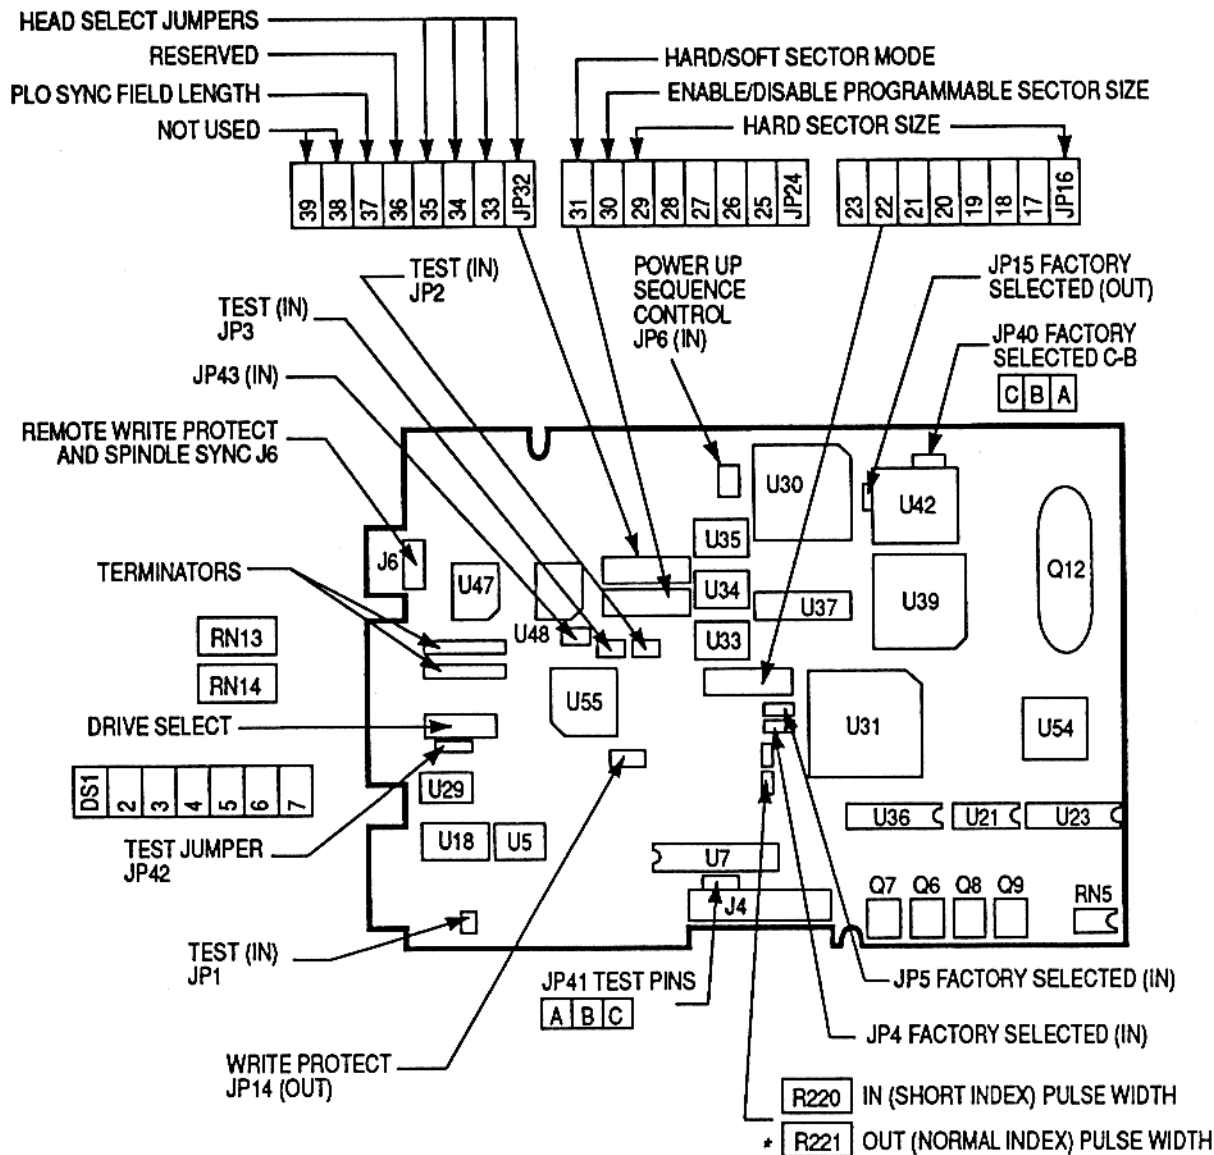 HEAD SELECT JUMPERS
RESERVED
PLO SYNC FIELD LENGTH
NOT USED
HARD/SOFT SECTOR MODE
ENABLE/DISABLE PROGRAMMABLE SECTOR SIZE
HARD SECTOR SIZE
39 38 37 36 35 34 33 JP32
31 30 29 28 27 26 25 JP24
23 22 21 20 19 18 17 JP16
TEST (IN)
JP2
TEST (IN)
JP3
JP43 (IN)
REMOTE WRITE PROTECT
AND SPINDLE SYNC J6
POWER UP
SEQUENCE
CONTROL
JP6 (IN)
JP15 FACTORY
SELECTED (OUT)
JP40 FACTORY
SELECTED C-B
C B A
U30
U42
U35
J6
U47
U34
U37
U39
Q12
TERMINATORS
U48
U33
RN13
RN14
U55
U31
U54
DRIVE SELECT
DS1 2 3 4 5 6 7
U29
U36
U21
U23
TEST JUMPER
JP42
U18
U5
U7
J4
Q7
Q6
Q8
Q9
RN5
TEST (IN)
JP1
JP41 TEST PINS
A B C
JP5 FACTORY SELECTED (IN)
JP4 FACTORY SELECTED (IN)
WRITE PROTECT
JP14 (OUT)
R220 IN (SHORT INDEX) PULSE WIDTH
* R221 OUT (NORMAL INDEX) PULSE WIDTH